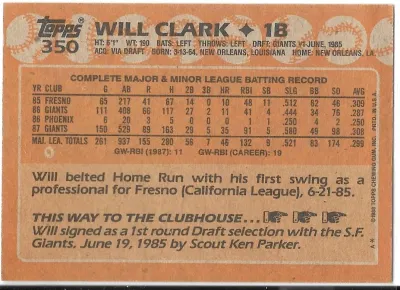 Topps
350
WILL CLARK ✦ 1B
HT: 6'1" WT: 190 BATS: LEFT THROWS: LEFT DRAFT: GIANTS #1-JUNE, 1985
ACQ: VIA DRAFT BORN: 3-13-64, NEW ORLEANS, LOUISIANA HOME: NEW ORLEANS, LA.
COMPLETE MAJOR & MINOR LEAGUE BATTING RECORD
YR CLUB G AB R H 2B 3B HR RBI SB SLG BB SO AVG
85 FRESNO 65 217 41 67 14 0 10 48 11 .512 62 46 .309
86 GIANTS 111 408 66 117 27 2 11 41 4 .444 34 76 .287
86 PHOENIX 6 20 3 5 0 0 0 1 1 .250 4 2 .250
87 GIANTS 150 529 89 163 29 5 35 91 5 .580 49 98 .308
MAJ. LEA. TOTALS 261 937 155 280 56 7 46 132 9 83 174 .299
GW-RBI (1987): 11 GW-RBI (CAREER): 19
Will belted Home Run with his first swing as a
professional for Fresno (California League), 6-21-85.
THIS WAY TO THE CLUBHOUSE...
Will signed as a 1st round Draft selection with the S.F.
Giants, June 19, 1985 by Scout Ken Parker.
©1988 TOPPS CHEWING GUM, INC. PRTD. IN U.S.A.